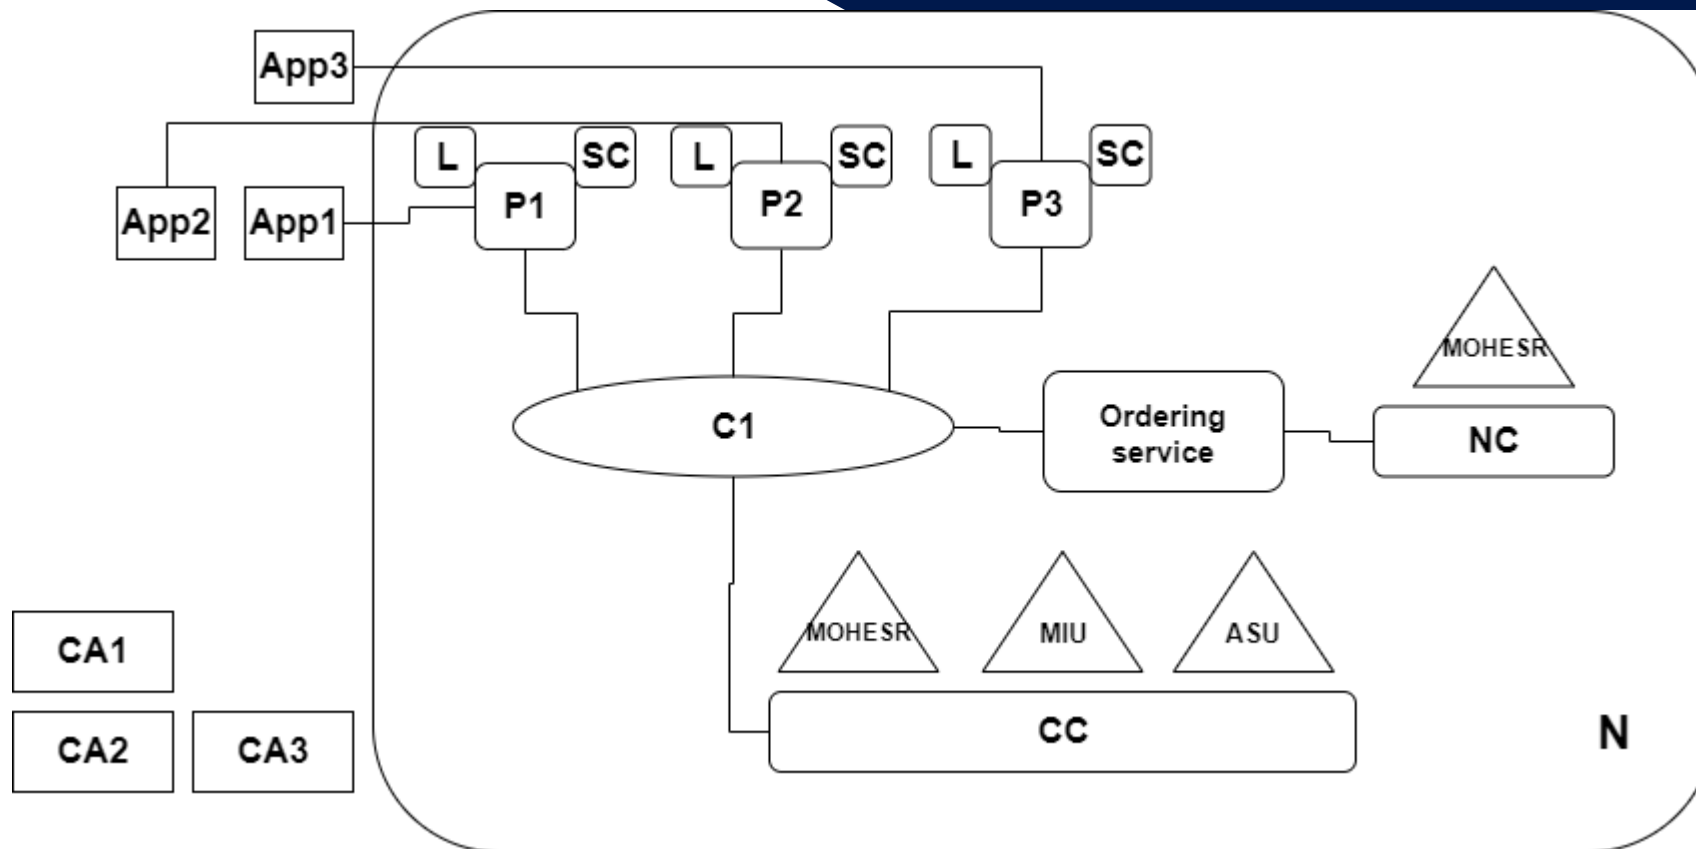 App3
L
SC
L
SC
L
SC
App2
App1
P1
P2
P3
MOHESR
C1
Ordering
service
NC
MOHESR
MIU
ASU
CA1
CC
N
CA2
CA3